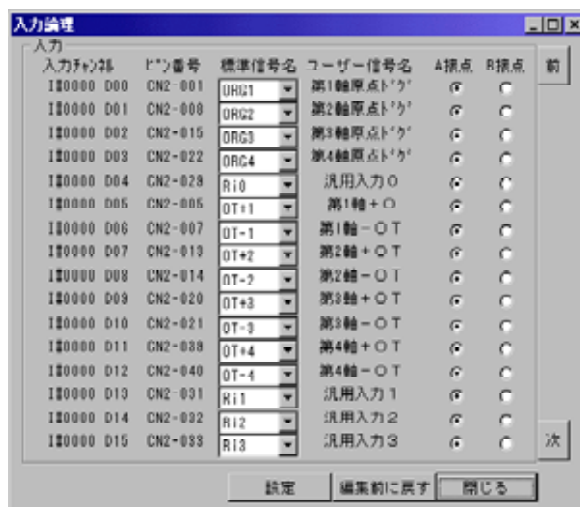 入力論理
入力
入力ﾁｬﾝﾈﾙ ﾋﾟﾝ番号 標準信号名 ユーザー信号名 A接点 B接点 前
I#0000 D00 CN2-001 ORG1 第1軸原点ﾄﾞｸﾞ
I#0000 D01 CN2-008 ORG2 第2軸原点ﾄﾞｸﾞ
I#0000 D02 CN2-015 ORG3 第3軸原点ﾄﾞｸﾞ
I#0000 D03 CN2-022 ORG4 第4軸原点ﾄﾞｸﾞ
I#0000 D04 CN2-029 Ri0 汎用入力0
I#0000 D05 CN2-005 OT+1 第1軸+O
I#0000 D06 CN2-007 OT-1 第1軸-OT
I#0000 D07 CN2-013 OT+2 第2軸+OT
I#0000 D08 CN2-014 OT-2 第2軸-OT
I#0000 D09 CN2-020 OT+3 第3軸+OT
I#0000 D10 CN2-021 OT-3 第3軸-OT
I#0000 D11 CN2-039 OT+4 第4軸+OT
I#0000 D12 CN2-040 OT-4 第4軸-OT
I#0000 D13 CN2-031 Ri1 汎用入力1
I#0000 D14 CN2-032 Ri2 汎用入力2
I#0000 D15 CN2-033 Ri3 汎用入力3 次
設定 編集前に戻す 閉じる